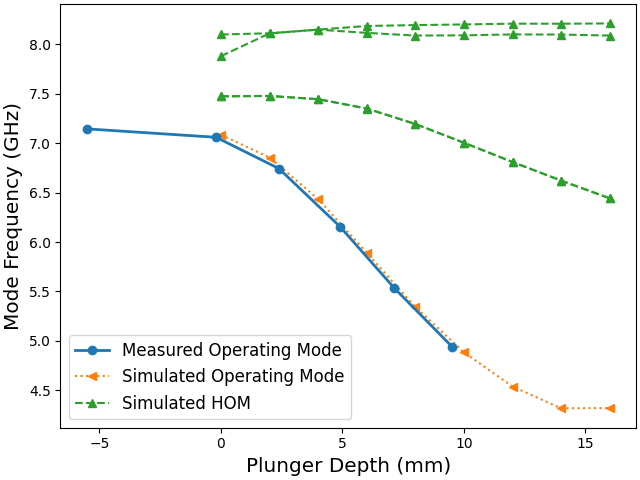 Mode Frequency (GHz)
8.0
7.5
7.0
6.5
6.0
5.5
5.0
4.5
Measured Operating Mode
Simulated Operating Mode
Simulated HOM
−5
0
5
10
15
Plunger Depth (mm)